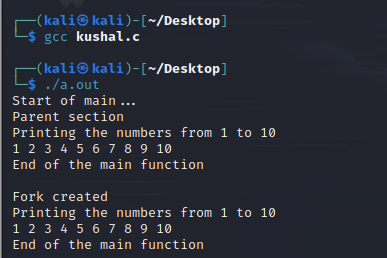 ┌──(kali㉿kali)-[~/Desktop]
└─$ gcc kushal.c
┌──(kali㉿kali)-[~/Desktop]
└─$ ./a.out
Start of main...
Parent section
Printing the numbers from 1 to 10
1 2 3 4 5 6 7 8 9 10
End of the main function
Fork created
Printing the numbers from 1 to 10
1 2 3 4 5 6 7 8 9 10
End of the main function